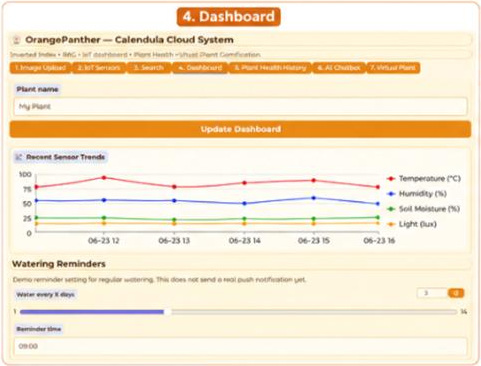 4. Dashboard
OrangePanther — Calendula Cloud System
Inverted Index • RAG • IoT dashboard • Plant Health • Virtual Plant Gamification
1. Image Upload 2. IoT Sensors 3. Search 4. Dashboard 5. Plant Health History 6. AI Chatbot 7. Virtual Plant
Plant name
My Plant
Update Dashboard
Recent Sensor Trends
100
75
50
25
0
06-23 12 06-23 13 06-23 14 06-23 15 06-23 16
Temperature (°C)
Humidity (%)
Soil Moisture (%)
Light (lux)
Watering Reminders
Demo reminder setting for regular watering. This does not send a real push notification yet.
Water every X days
3
1 14
Reminder time
09:00